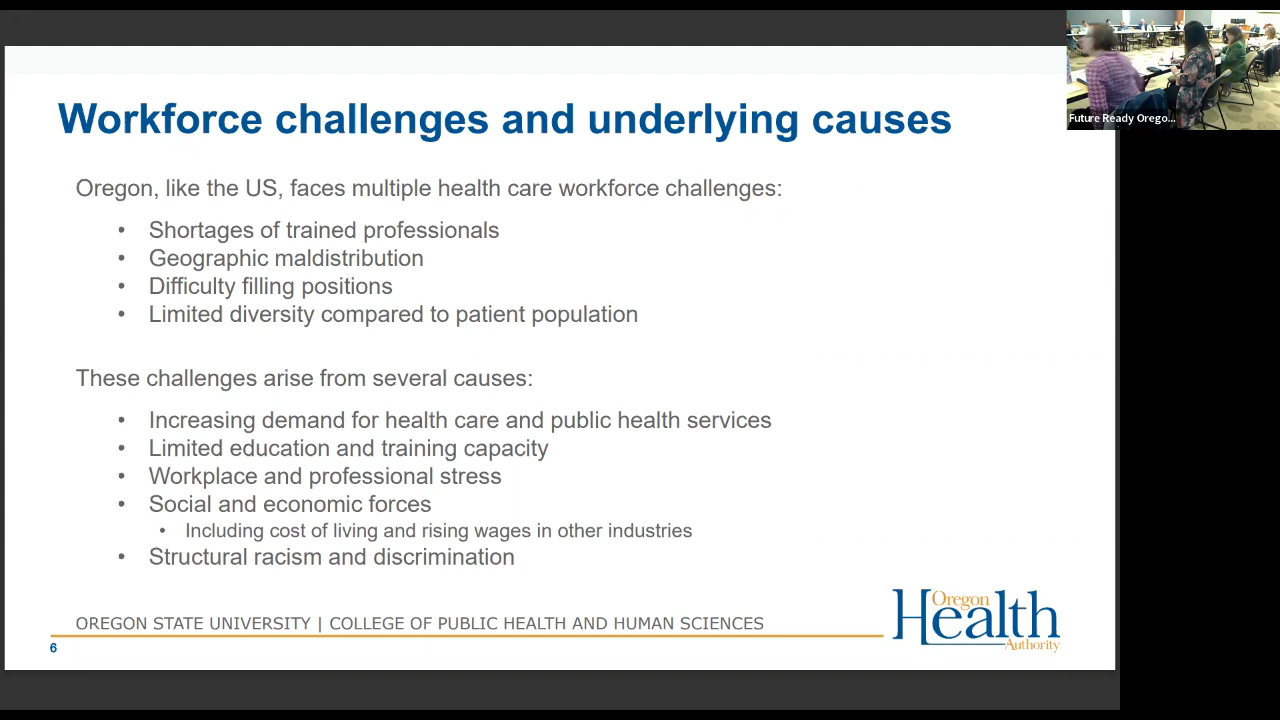 Workforce challenges and underlying causes
Oregon, like the US, faces multiple health care workforce challenges:
• Shortages of trained professionals
• Geographic maldistribution
• Difficulty filling positions
• Limited diversity compared to patient population
These challenges arise from several causes:
• Increasing demand for health care and public health services
• Limited education and training capacity
• Workplace and professional stress
• Social and economic forces
• Including cost of living and rising wages in other industries
• Structural racism and discrimination
OREGON STATE UNIVERSITY | COLLEGE OF PUBLIC HEALTH AND HUMAN SCIENCES
6
Oregon
Health
Authority
Future Ready Orego...